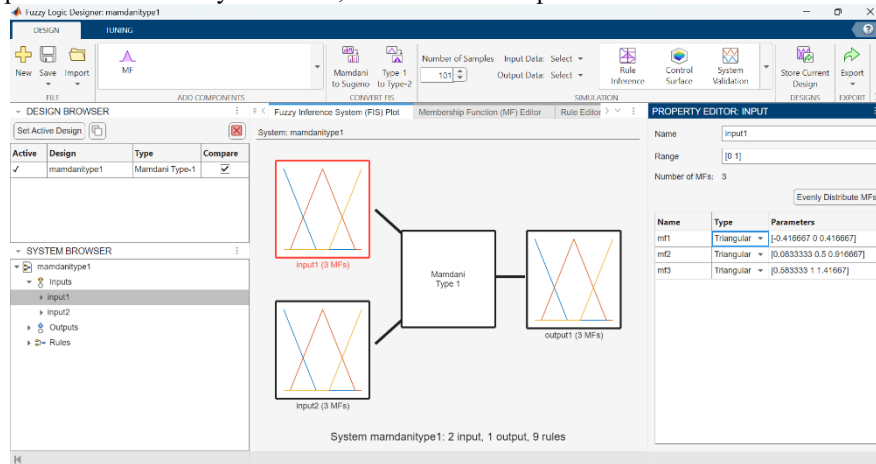 Fuzzy Logic Designer: mamdanitype1
DESIGN TUNING
New Save Import
FILE
MF
ADD COMPONENTS
Mamdani to Sugeno
Type-1 to Type-2
CONVERT FIS
Number of Samples Input Data: Select
101 Output Data: Select
Rule Inference
Control Surface
System Validation
SIMULATION
Store Current Design
DESIGNS
Export
EXPORT
DESIGN BROWSER
Set Active Design
Active Design Type Compare
mamdanitype1 Mamdani Type-1
SYSTEM BROWSER
mamdanitype1
Inputs
input1
input2
Outputs
Rules
Fuzzy Inference System (FIS) Plot Membership Function (MF) Editor Rule Editor
System: mamdanitype1
input1 (3 MFs)
Mamdani
Type 1
output1 (3 MFs)
input2 (3 MFs)
System mamdanitype1: 2 input, 1 output, 9 rules
PROPERTY EDITOR: INPUT
Name input1
Range [0 1]
Number of MFs: 3
Evenly Distribute MFs
Name Type Parameters
mf1 Triangular [-0.416667 0 0.416667]
mf2 Triangular [0.0833333 0.5 0.916667]
mf3 Triangular [0.583333 1 1.41667]